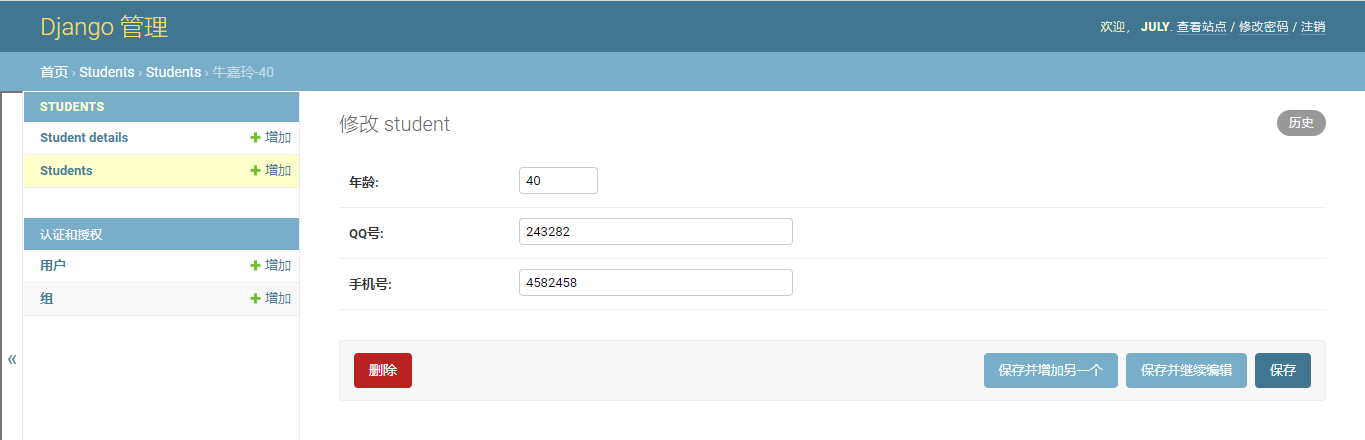 Django 管理
欢迎， JULY. 查看站点 / 修改密码 / 注销
首页 › Students › Students › 牛嘉玲-40
STUDENTS
Student details + 增加
Students + 增加
认证和授权
用户 + 增加
组 + 增加
«
修改 student
历史
年龄: 40
QQ号: 243282
手机号: 4582458
删除 保存并增加另一个 保存并继续编辑 保存